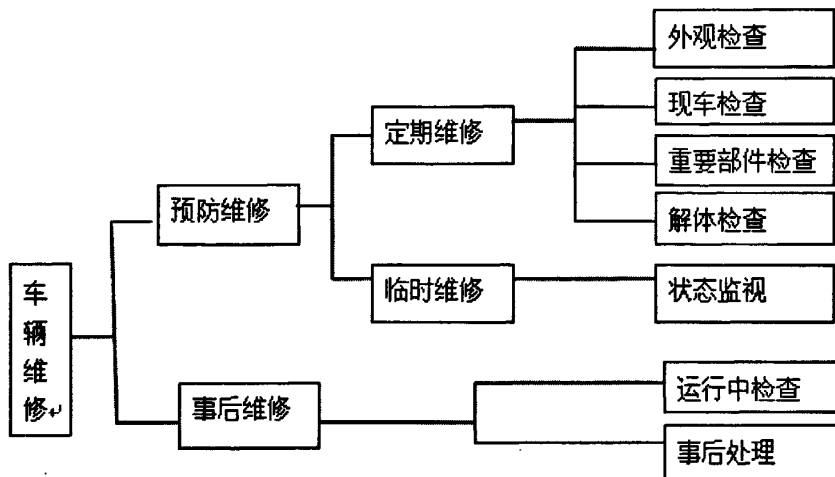 外观检查
现车检查
定期维修
重要部件检查
预防维修
解体检查
车
辆
维
修
临时维修
状态监视
运行中检查
事后维修
事后处理